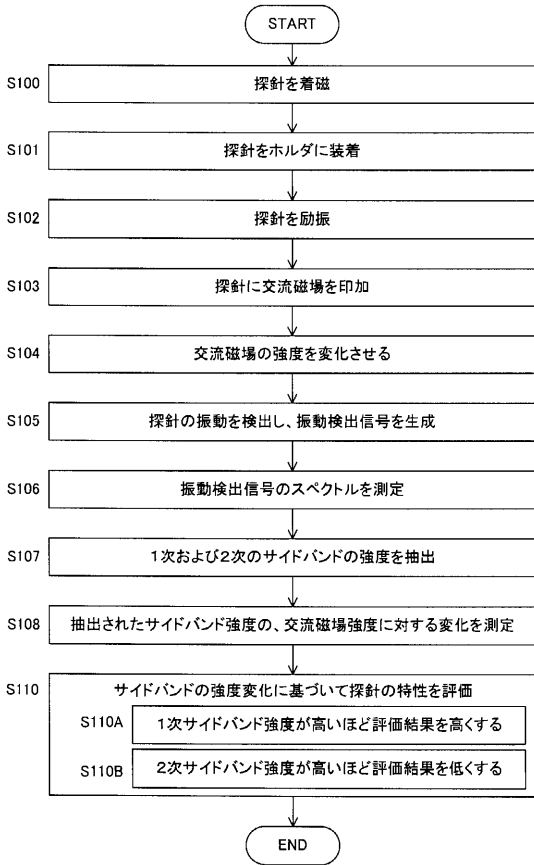 START
S100 探針を着磁
S101 探針をホルダに装着
S102 探針を励振
S103 探針に交流磁場を印加
S104 交流磁場の強度を変化させる
S105 探針の振動を検出し、振動検出信号を生成
S106 振動検出信号のスペクトルを測定
S107 1次および2次のサイドバンドの強度を抽出
S108 抽出されたサイドバンド強度の、交流磁場強度に対する変化を測定
S110 サイドバンドの強度変化に基づいて探針の特性を評価
S110A 1次サイドバンド強度が高いほど評価結果を高くする
S110B 2次サイドバンド強度が高いほど評価結果を低くする
END